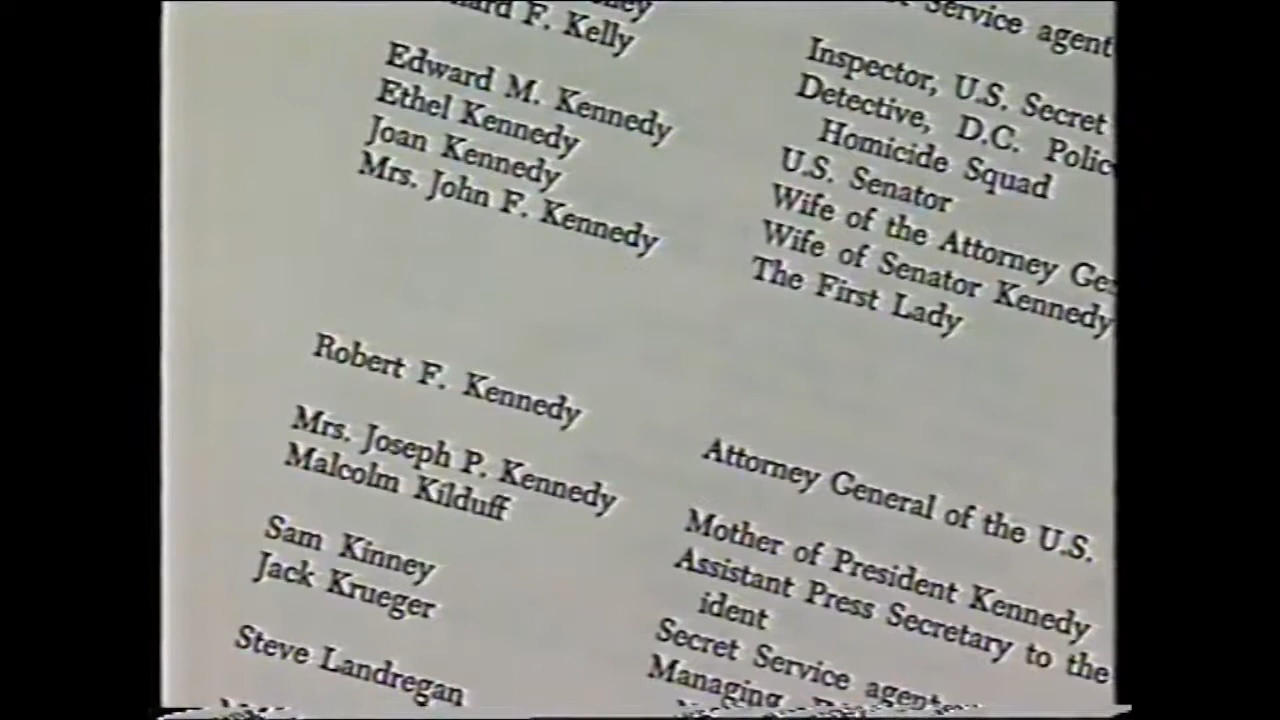 Service agent
Inspector, U.S. Secret
F. Kelly Detective, D.C. Polic
Homicide Squad
Edward M. Kennedy U.S. Senator
Ethel Kennedy Wife of the Attorney Ge
Joan Kennedy Wife of Senator Kennedy
Mrs. John F. Kennedy The First Lady
Robert F. Kennedy Attorney General of the U.S.
Mrs. Joseph P. Kennedy Mother of President Kennedy
Malcolm Kilduff Assistant Press Secretary to the
ident
Sam Kinney Secret Service agent
Jack Krueger Managing
Steve Landregan